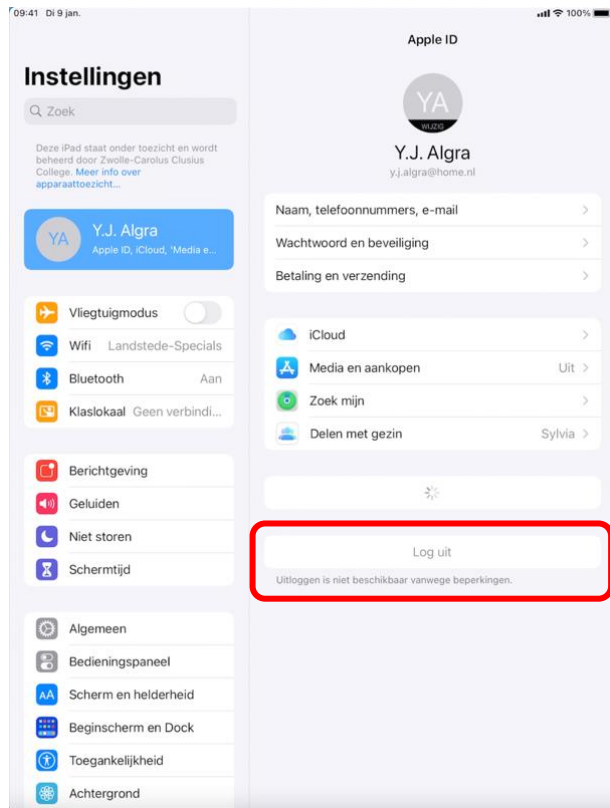 09:41 Di 9 jan.
100%
Instellingen
Zoek
Deze iPad staat onder toezicht en wordt
beheerd door Zwolle-Carolus Clusius
College. Meer info over
apparaattoezicht...
YA
Y.J. Algra
Apple ID, iCloud, 'Media e...
Vliegtuigmodus
Wifi Landstede-Specials
Bluetooth Aan
Klaslokaal Geen verbindi...
Berichtgeving
Geluiden
Niet storen
Schermtijd
Algemeen
Bedieningspaneel
AA Scherm en helderheid
Beginscherm en Dock
Toegankelijkheid
Achtergrond
Apple ID
YA
WIJZIG
Y.J. Algra
y.j.algra@home.nl
Naam, telefoonnummers, e-mail
Wachtwoord en beveiliging
Betaling en verzending
iCloud
Media en aankopen Uit
Zoek mijn
Delen met gezin Sylvia
Log uit
Uitloggen is niet beschikbaar vanwege beperkingen.